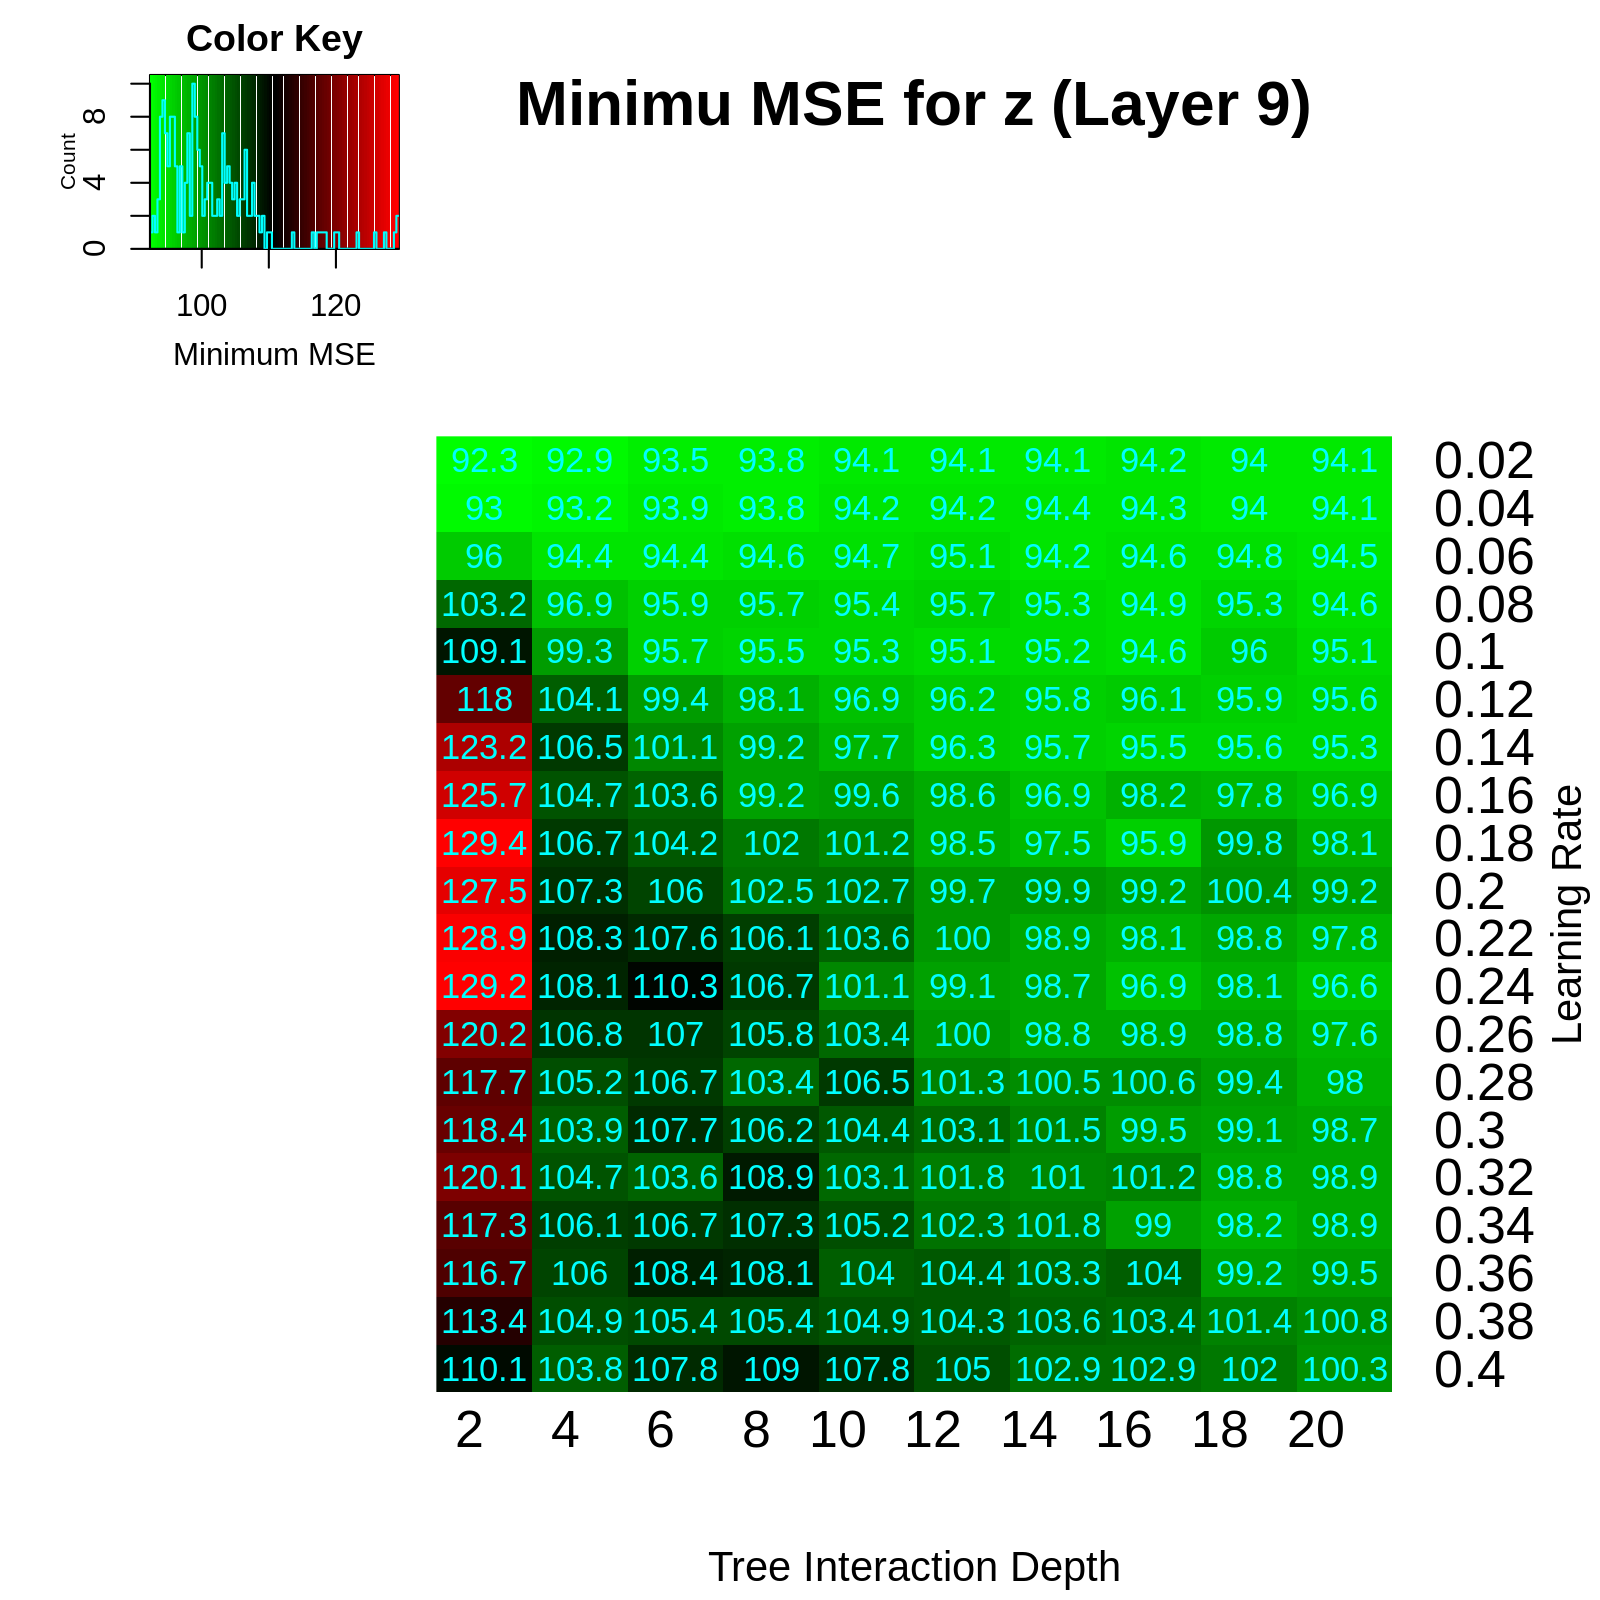 Color Key
Minimu MSE for z (Layer 9)
Count
0 4 8
100 120
Minimum MSE
92.3 92.9 93.5 93.8 94.1 94.1 94.1 94.2 94 94.1 0.02
93 93.2 93.9 93.8 94.2 94.2 94.4 94.3 94 94.1 0.04
96 94.4 94.4 94.6 94.7 95.1 94.2 94.6 94.8 94.5 0.06
103.2 96.9 95.9 95.7 95.4 95.7 95.3 94.9 95.3 94.6 0.08
109.1 99.3 95.7 95.5 95.3 95.1 95.2 94.6 96 95.1 0.1
118 104.1 99.4 98.1 96.9 96.2 95.8 96.1 95.9 95.6 0.12
123.2 106.5 101.1 99.2 97.7 96.3 95.7 95.5 95.6 95.3 0.14
125.7 104.7 103.6 99.2 99.6 98.6 96.9 98.2 97.8 96.9 0.16
129.4 106.7 104.2 102 101.2 98.5 97.5 95.9 99.8 98.1 0.18
127.5 107.3 106 102.5 102.7 99.7 99.9 99.2 100.4 99.2 0.2
128.9 108.3 107.6 106.1 103.6 100 98.9 98.1 98.8 97.8 0.22
129.2 108.1 110.3 106.7 101.1 99.1 98.7 96.9 98.1 96.6 0.24
120.2 106.8 107 105.8 103.4 100 98.8 98.9 98.8 97.6 0.26
117.7 105.2 106.7 103.4 106.5 101.3 100.5 100.6 99.4 98 0.28
118.4 103.9 107.7 106.2 104.4 103.1 101.5 99.5 99.1 98.7 0.3
120.1 104.7 103.6 108.9 103.1 101.8 101 101.2 98.8 98.9 0.32
117.3 106.1 106.7 107.3 105.2 102.3 101.8 99 98.2 98.9 0.34
116.7 106 108.4 108.1 104 104.4 103.3 104 99.2 99.5 0.36
113.4 104.9 105.4 105.4 104.9 104.3 103.6 103.4 101.4 100.8 0.38
110.1 103.8 107.8 109 107.8 105 102.9 102.9 102 100.3 0.4
Learning Rate
2 4 6 8 10 12 14 16 18 20
Tree Interaction Depth